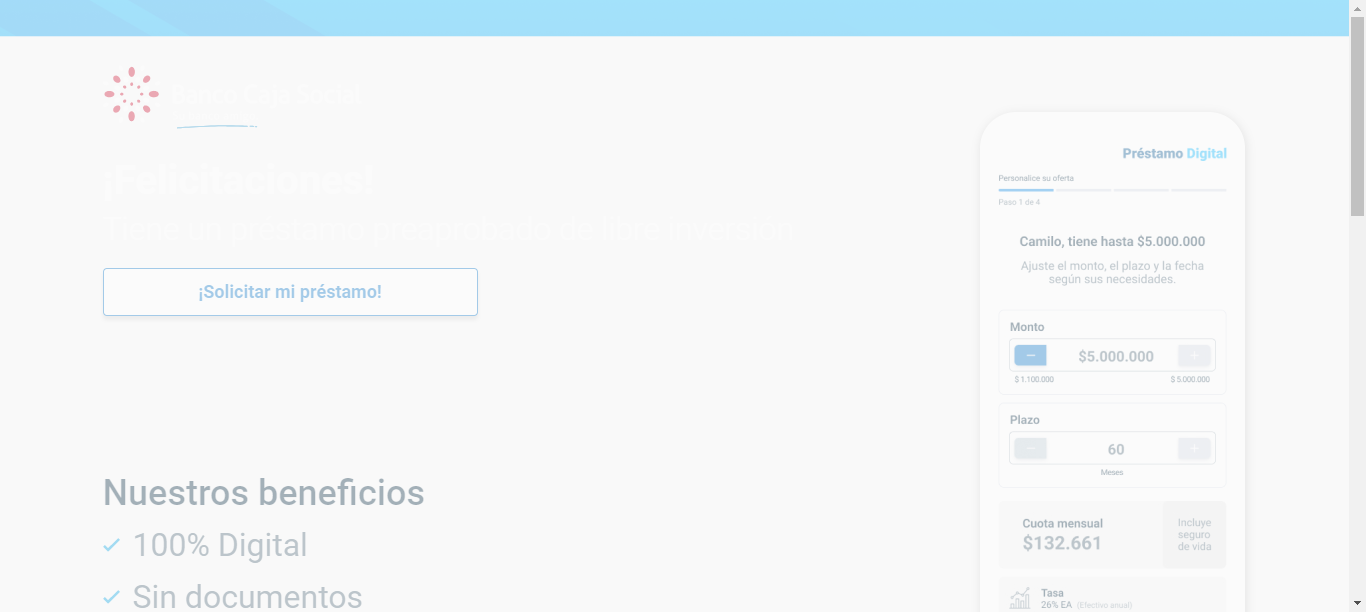 Banco Caja Social
¡Felicitaciones!
Tiene un préstamo preaprobado de libre inversión
¡Solicitar mi préstamo!
Nuestros beneficios
100% Digital
Sin documentos
Préstamo Digital
Personalice su oferta
Paso 1 de 4
Camilo, tiene hasta $5.000.000
Ajuste el monto, el plazo y la fecha
según sus necesidades.
Monto
− $5.000.000 +
$ 1.100.000 $ 5.000.000
Plazo
− 60 +
Meses
Cuota mensual
$132.661
Incluye
seguro
de vida
Tasa
26% EA (Efectivo anual)